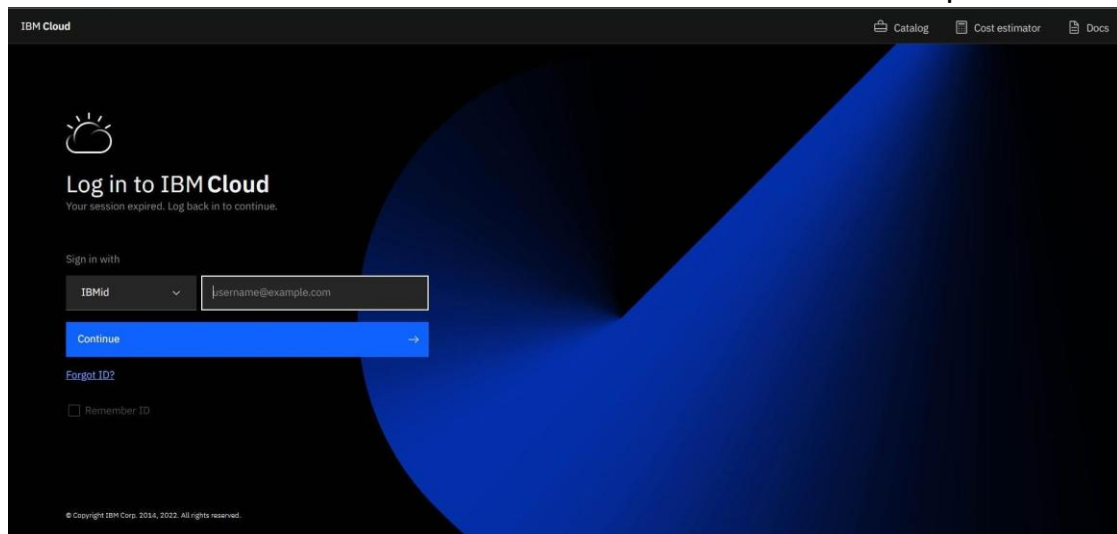 IBM Cloud
Catalog
Cost estimator
Docs
Log in to IBM Cloud
Your session expired. Log back in to continue.
Sign in with
IBMid
username@example.com
Continue
Forgot ID?
Remember ID
© Copyright IBM Corp. 2014, 2022. All rights reserved.